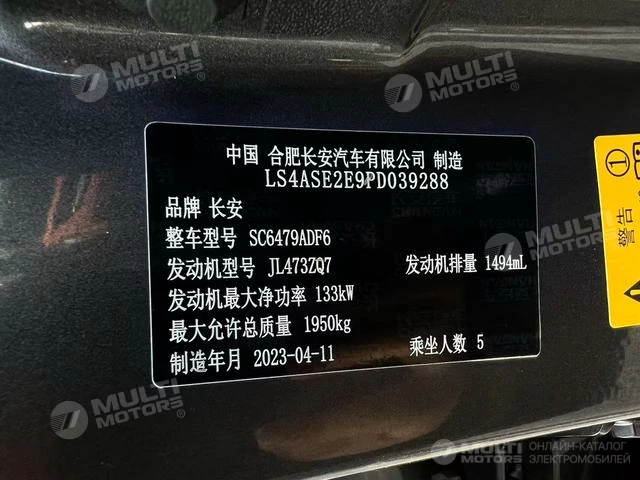 MULTI
MOTORS
MULTI
MOTORS
中国 合肥长安汽车有限公司 制造
LS4ASE2E9PD039288
品牌 长安
整车型号 SC6479ADF6
发动机型号 JL473ZQ7 发动机排量 1494mL
发动机最大净功率 133kW
最大允许总质量 1950kg
制造年月 2023-04-11 乘坐人数 5
警告
MULTI
MOTORS
MULTI
MOTORS
ОНЛАЙН-КАТАЛОГ
ЭЛЕКТРОМОБИЛЕЙ